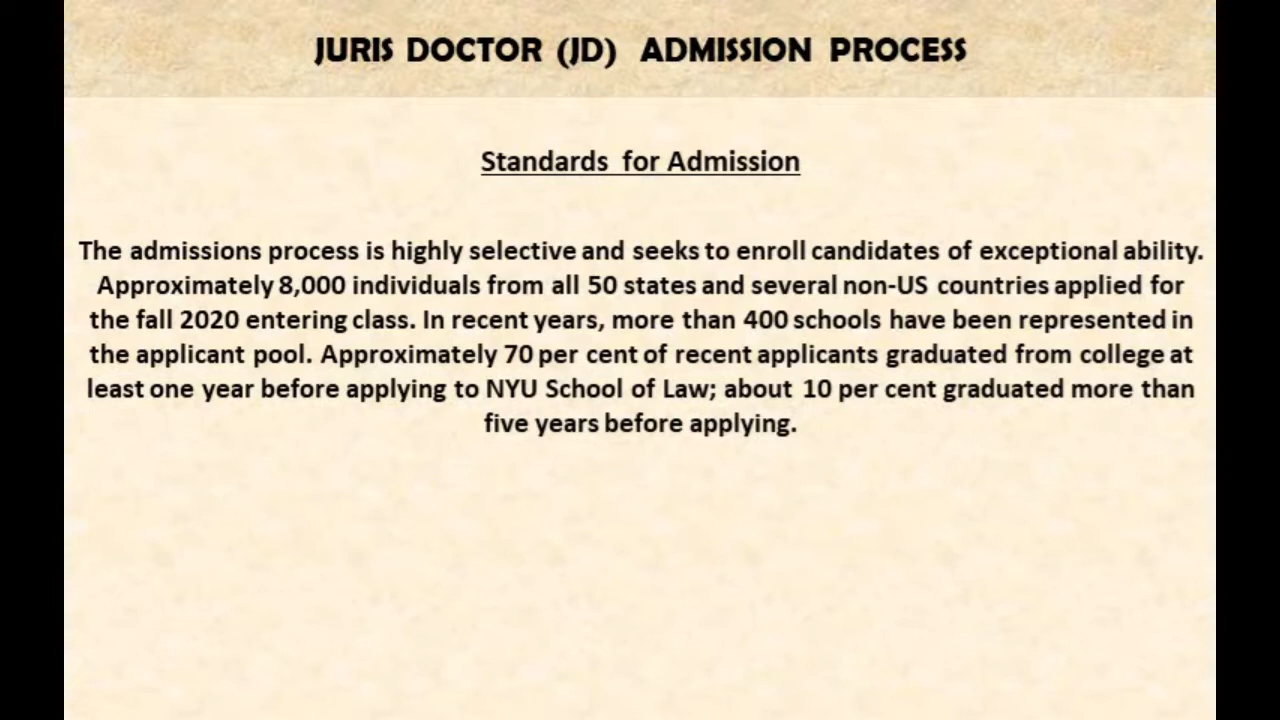 JURIS DOCTOR (JD) ADMISSION PROCESS
Standards for Admission
The admissions process is highly selective and seeks to enroll candidates of exceptional ability.
Approximately 8,000 individuals from all 50 states and several non-US countries applied for
the fall 2020 entering class. In recent years, more than 400 schools have been represented in
the applicant pool. Approximately 70 per cent of recent applicants graduated from college at
least one year before applying to NYU School of Law; about 10 per cent graduated more than
five years before applying.